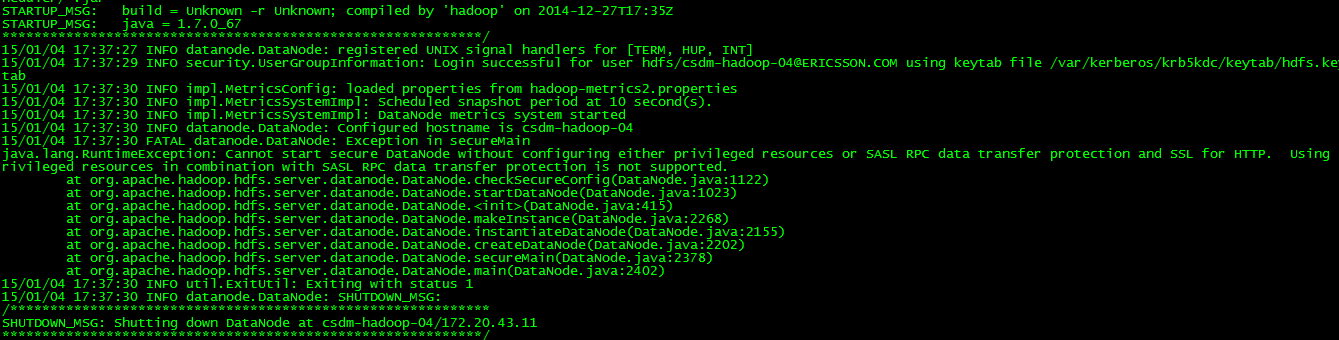 STARTUP_MSG:   build = Unknown -r Unknown; compiled by 'hadoop' on 2014-12-27T17:35Z
STARTUP_MSG:   java = 1.7.0_67
************************************************************/
15/01/04 17:37:27 INFO datanode.DataNode: registered UNIX signal handlers for [TERM, HUP, INT]
15/01/04 17:37:29 INFO security.UserGroupInformation: Login successful for user hdfs/csdm-hadoop-04@ERICSSON.COM using keytab file /var/kerberos/krb5kdc/keytab/hdfs.key
tab
15/01/04 17:37:30 INFO impl.MetricsConfig: loaded properties from hadoop-metrics2.properties
15/01/04 17:37:30 INFO impl.MetricsSystemImpl: Scheduled snapshot period at 10 second(s).
15/01/04 17:37:30 INFO impl.MetricsSystemImpl: DataNode metrics system started
15/01/04 17:37:30 INFO datanode.DataNode: Configured hostname is csdm-hadoop-04
15/01/04 17:37:30 FATAL datanode.DataNode: Exception in secureMain
java.lang.RuntimeException: Cannot start secure DataNode without configuring either privileged resources or SASL RPC data transfer protection and SSL for HTTP.  Using
rivileged resources in combination with SASL RPC data transfer protection is not supported.
        at org.apache.hadoop.hdfs.server.datanode.DataNode.checkSecureConfig(DataNode.java:1122)
        at org.apache.hadoop.hdfs.server.datanode.DataNode.startDataNode(DataNode.java:1023)
        at org.apache.hadoop.hdfs.server.datanode.DataNode.<init>(DataNode.java:415)
        at org.apache.hadoop.hdfs.server.datanode.DataNode.makeInstance(DataNode.java:2268)
        at org.apache.hadoop.hdfs.server.datanode.DataNode.instantiateDataNode(DataNode.java:2155)
        at org.apache.hadoop.hdfs.server.datanode.DataNode.createDataNode(DataNode.java:2202)
        at org.apache.hadoop.hdfs.server.datanode.DataNode.secureMain(DataNode.java:2378)
        at org.apache.hadoop.hdfs.server.datanode.DataNode.main(DataNode.java:2402)
15/01/04 17:37:30 INFO util.ExitUtil: Exiting with status 1
15/01/04 17:37:30 INFO datanode.DataNode: SHUTDOWN_MSG:
/************************************************************
SHUTDOWN_MSG: Shutting down DataNode at csdm-hadoop-04/172.20.43.11
************************************************************/